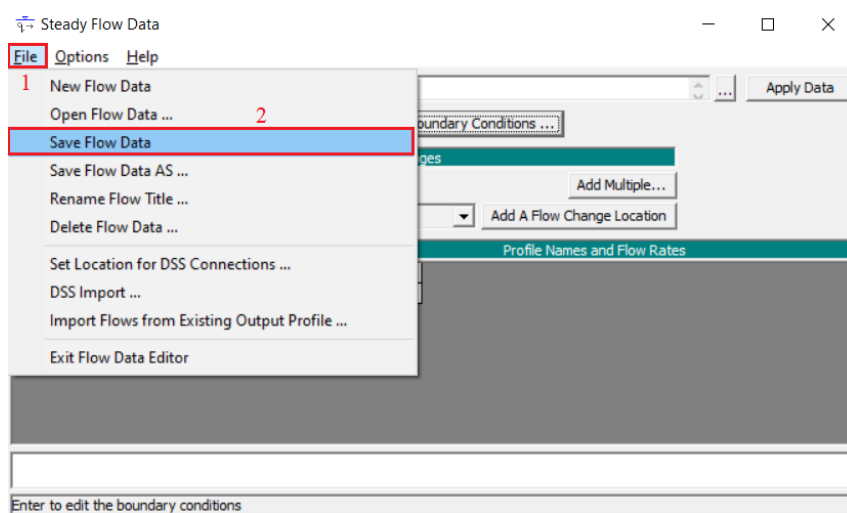 Steady Flow Data
File Options Help
1
New Flow Data
... Apply Data
Open Flow Data ... 2
oundary Conditions ...
Save Flow Data
ges
Save Flow Data AS ...
Add Multiple...
Rename Flow Title ...
Add A Flow Change Location
Delete Flow Data ...
Profile Names and Flow Rates
Set Location for DSS Connections ...
DSS Import ...
Import Flows from Existing Output Profile ...
Exit Flow Data Editor
Enter to edit the boundary conditions